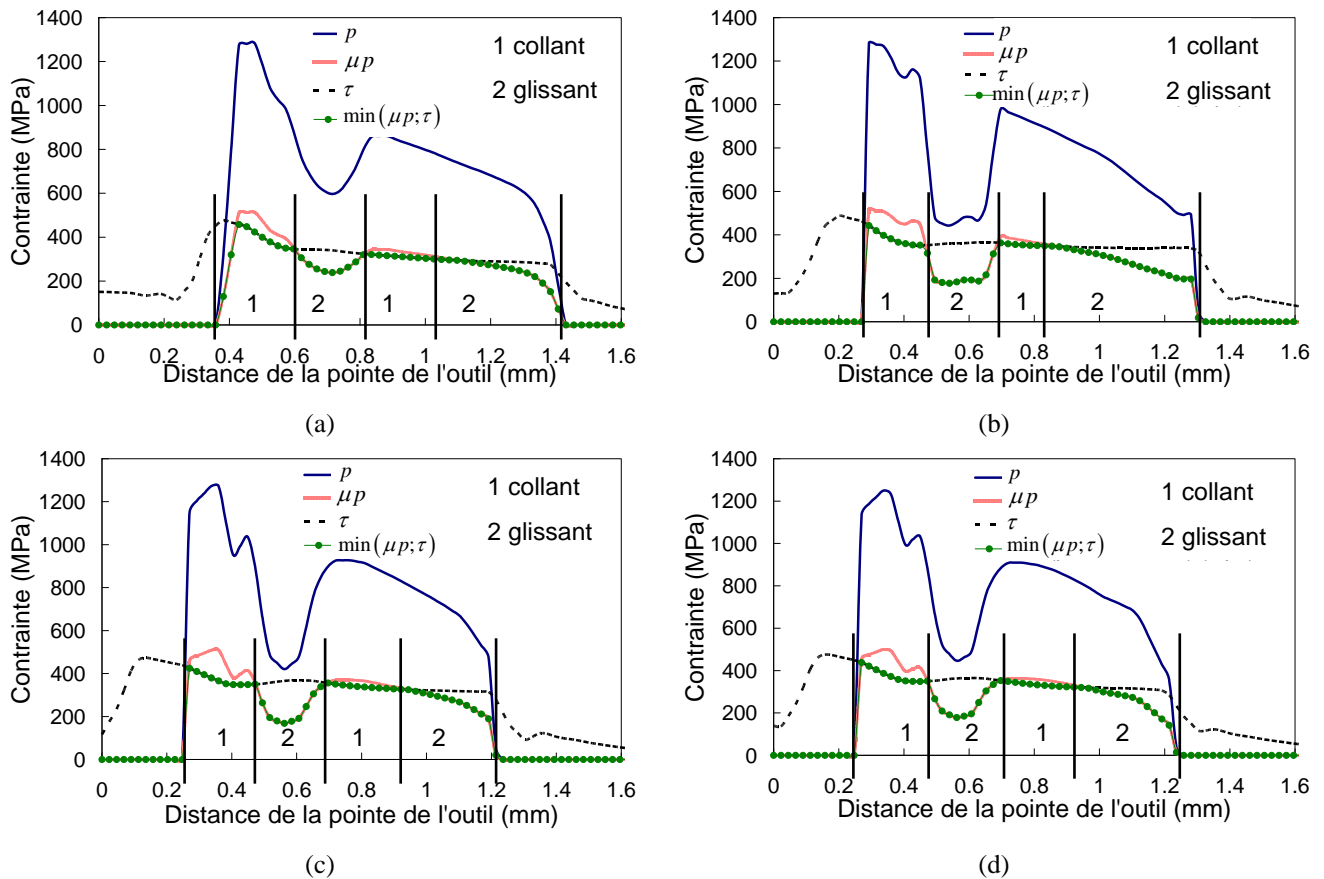 Contrainte (MPa)
1400
1200
1000
800
600
400
200
0
p
μp
τ
min(μp;τ)
1 collant
2 glissant
1 2 1 2
0 0.2 0.4 0.6 0.8 1 1.2 1.4 1.6
Distance de la pointe de l'outil (mm)
(a)
Contrainte (MPa)
1400
1200
1000
800
600
400
200
0
p
μp
τ
min(μp;τ)
1 collant
2 glissant
1 2 1 2
0 0.2 0.4 0.6 0.8 1 1.2 1.4 1.6
Distance de la pointe de l'outil (mm)
(b)
Contrainte (MPa)
1400
1200
1000
800
600
400
200
0
p
μp
τ
min(μp;τ)
1 collant
2 glissant
1 2 1 2
0 0.2 0.4 0.6 0.8 1 1.2 1.4 1.6
Distance de la pointe de l'outil (mm)
(c)
Contrainte (MPa)
1400
1200
1000
800
600
400
200
0
p
μp
τ
min(μp;τ)
1 collant
2 glissant
1 2 1 2
0 0.2 0.4 0.6 0.8 1 1.2 1.4 1.6
Distance de la pointe de l'outil (mm)
(d)